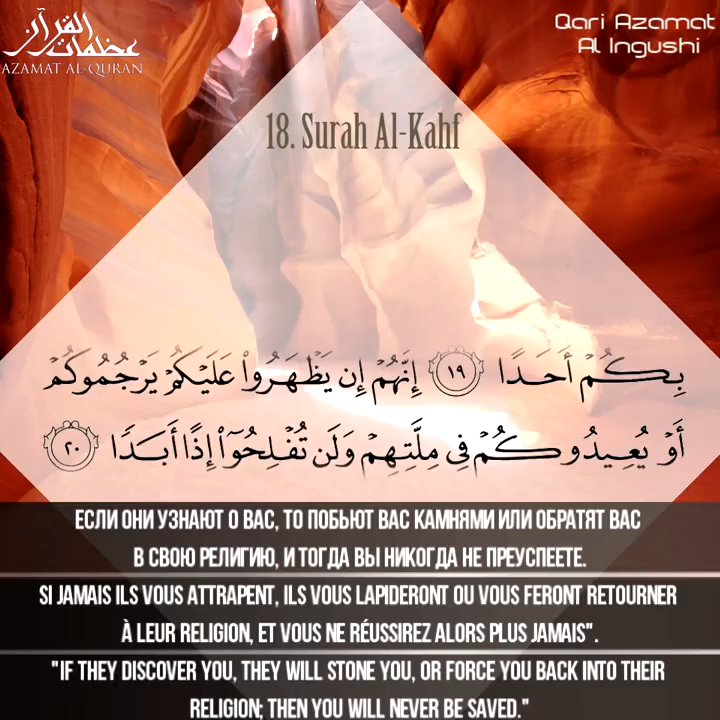 عظمات القرآن
AZAMAT AL-QURAN
Qari Azamat
Al Ingushi
18. Surah Al-Kahf
بِكُمْ أَحَدًا ١٩ إِنَّهُمْ إِن يَظْهَرُوا۟ عَلَيْكُمْ يَرْجُمُوكُمْ
أَوْ يُعِيدُوكُمْ فِى مِلَّتِهِمْ وَلَن تُفْلِحُوٓا۟ إِذًا أَبَدًا ٢٠
ЕСЛИ ОНИ УЗНАЮТ О ВАС, ТО ПОБЬЮТ ВАС КАМНЯМИ ИЛИ ОБРАТЯТ ВАС
В СВОЮ РЕЛИГИЮ, И ТОГДА ВЫ НИКОГДА НЕ ПРЕУСПЕЕТЕ.
SI JAMAIS ILS VOUS ATTRAPENT, ILS VOUS LAPIDERONT OU VOUS FERONT RETOURNER
À LEUR RELIGION, ET VOUS NE RÉUSSIREZ ALORS PLUS JAMAIS".
"IF THEY DISCOVER YOU, THEY WILL STONE YOU, OR FORCE YOU BACK INTO THEIR
RELIGION; THEN YOU WILL NEVER BE SAVED."